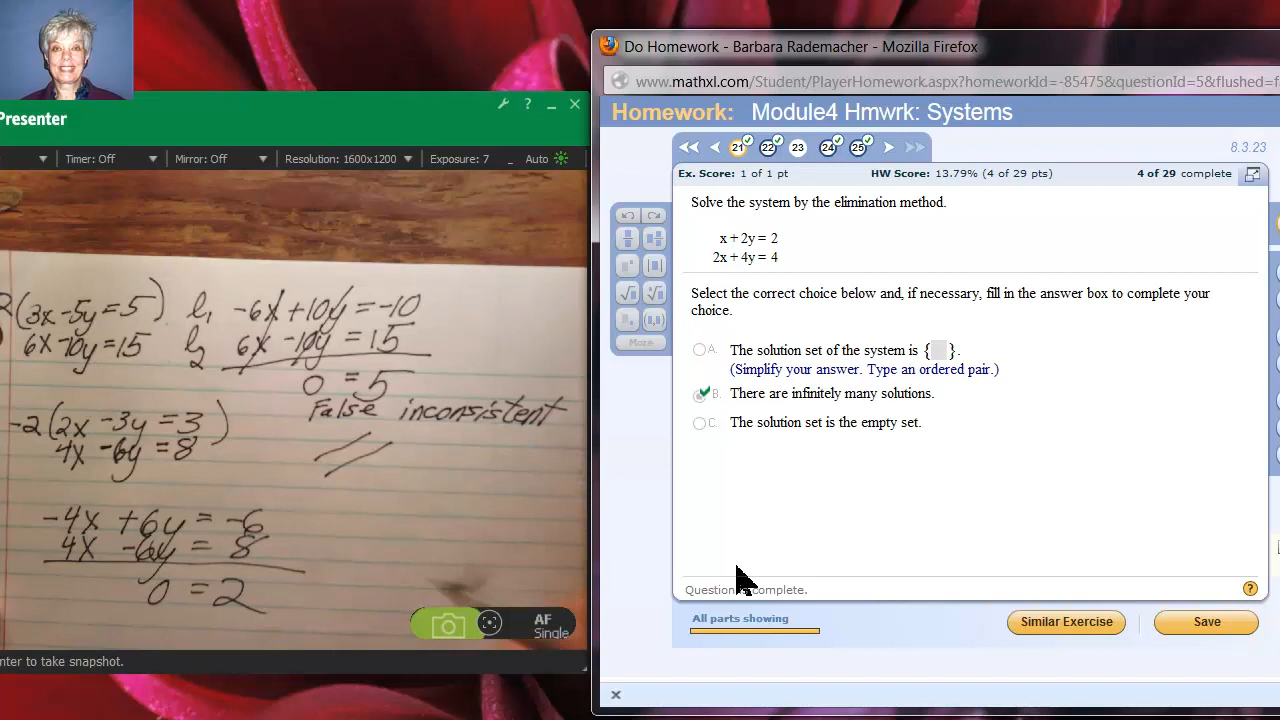 Presenter
Timer: Off Mirror: Off Resolution: 1600x1200 Exposure: 7 Auto
2(3x-5y=5) l1 -6x+10y=-10
6x-10y=15 l2 6x-10y=15
0=5
False inconsistent
-2(2x-3y=3)
4x-6y=8
-4x+6y=-6
4x-6y=8
0=2
AF
Single
nter to take snapshot.
Do Homework - Barbara Rademacher - Mozilla Firefox
www.mathxl.com/Student/PlayerHomework.aspx?homeworkId=-85475&questionId=5&flushed=f
Homework: Module4 Hmwrk: Systems
21 22 23 24 25 8.3.23
Ex. Score: 1 of 1 pt HW Score: 13.79% (4 of 29 pts) 4 of 29 complete
Solve the system by the elimination method.
x+2y=2
2x+4y=4
Select the correct choice below and, if necessary, fill in the answer box to complete your
choice.
A. The solution set of the system is { }.
(Simplify your answer. Type an ordered pair.)
B. There are infinitely many solutions.
C. The solution set is the empty set.
More
Question complete.
All parts showing
Similar Exercise Save